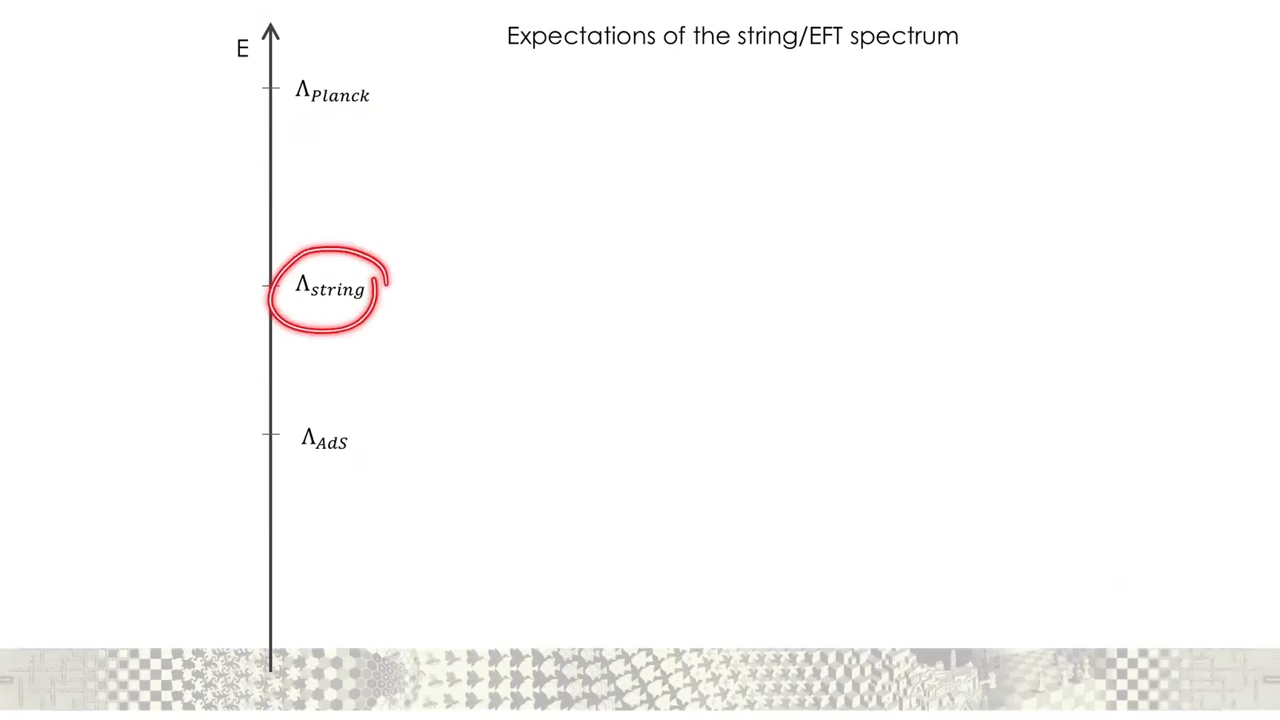 Expectations of the string/EFT spectrum
E
Λ_Planck
Λ_string
Λ_AdS